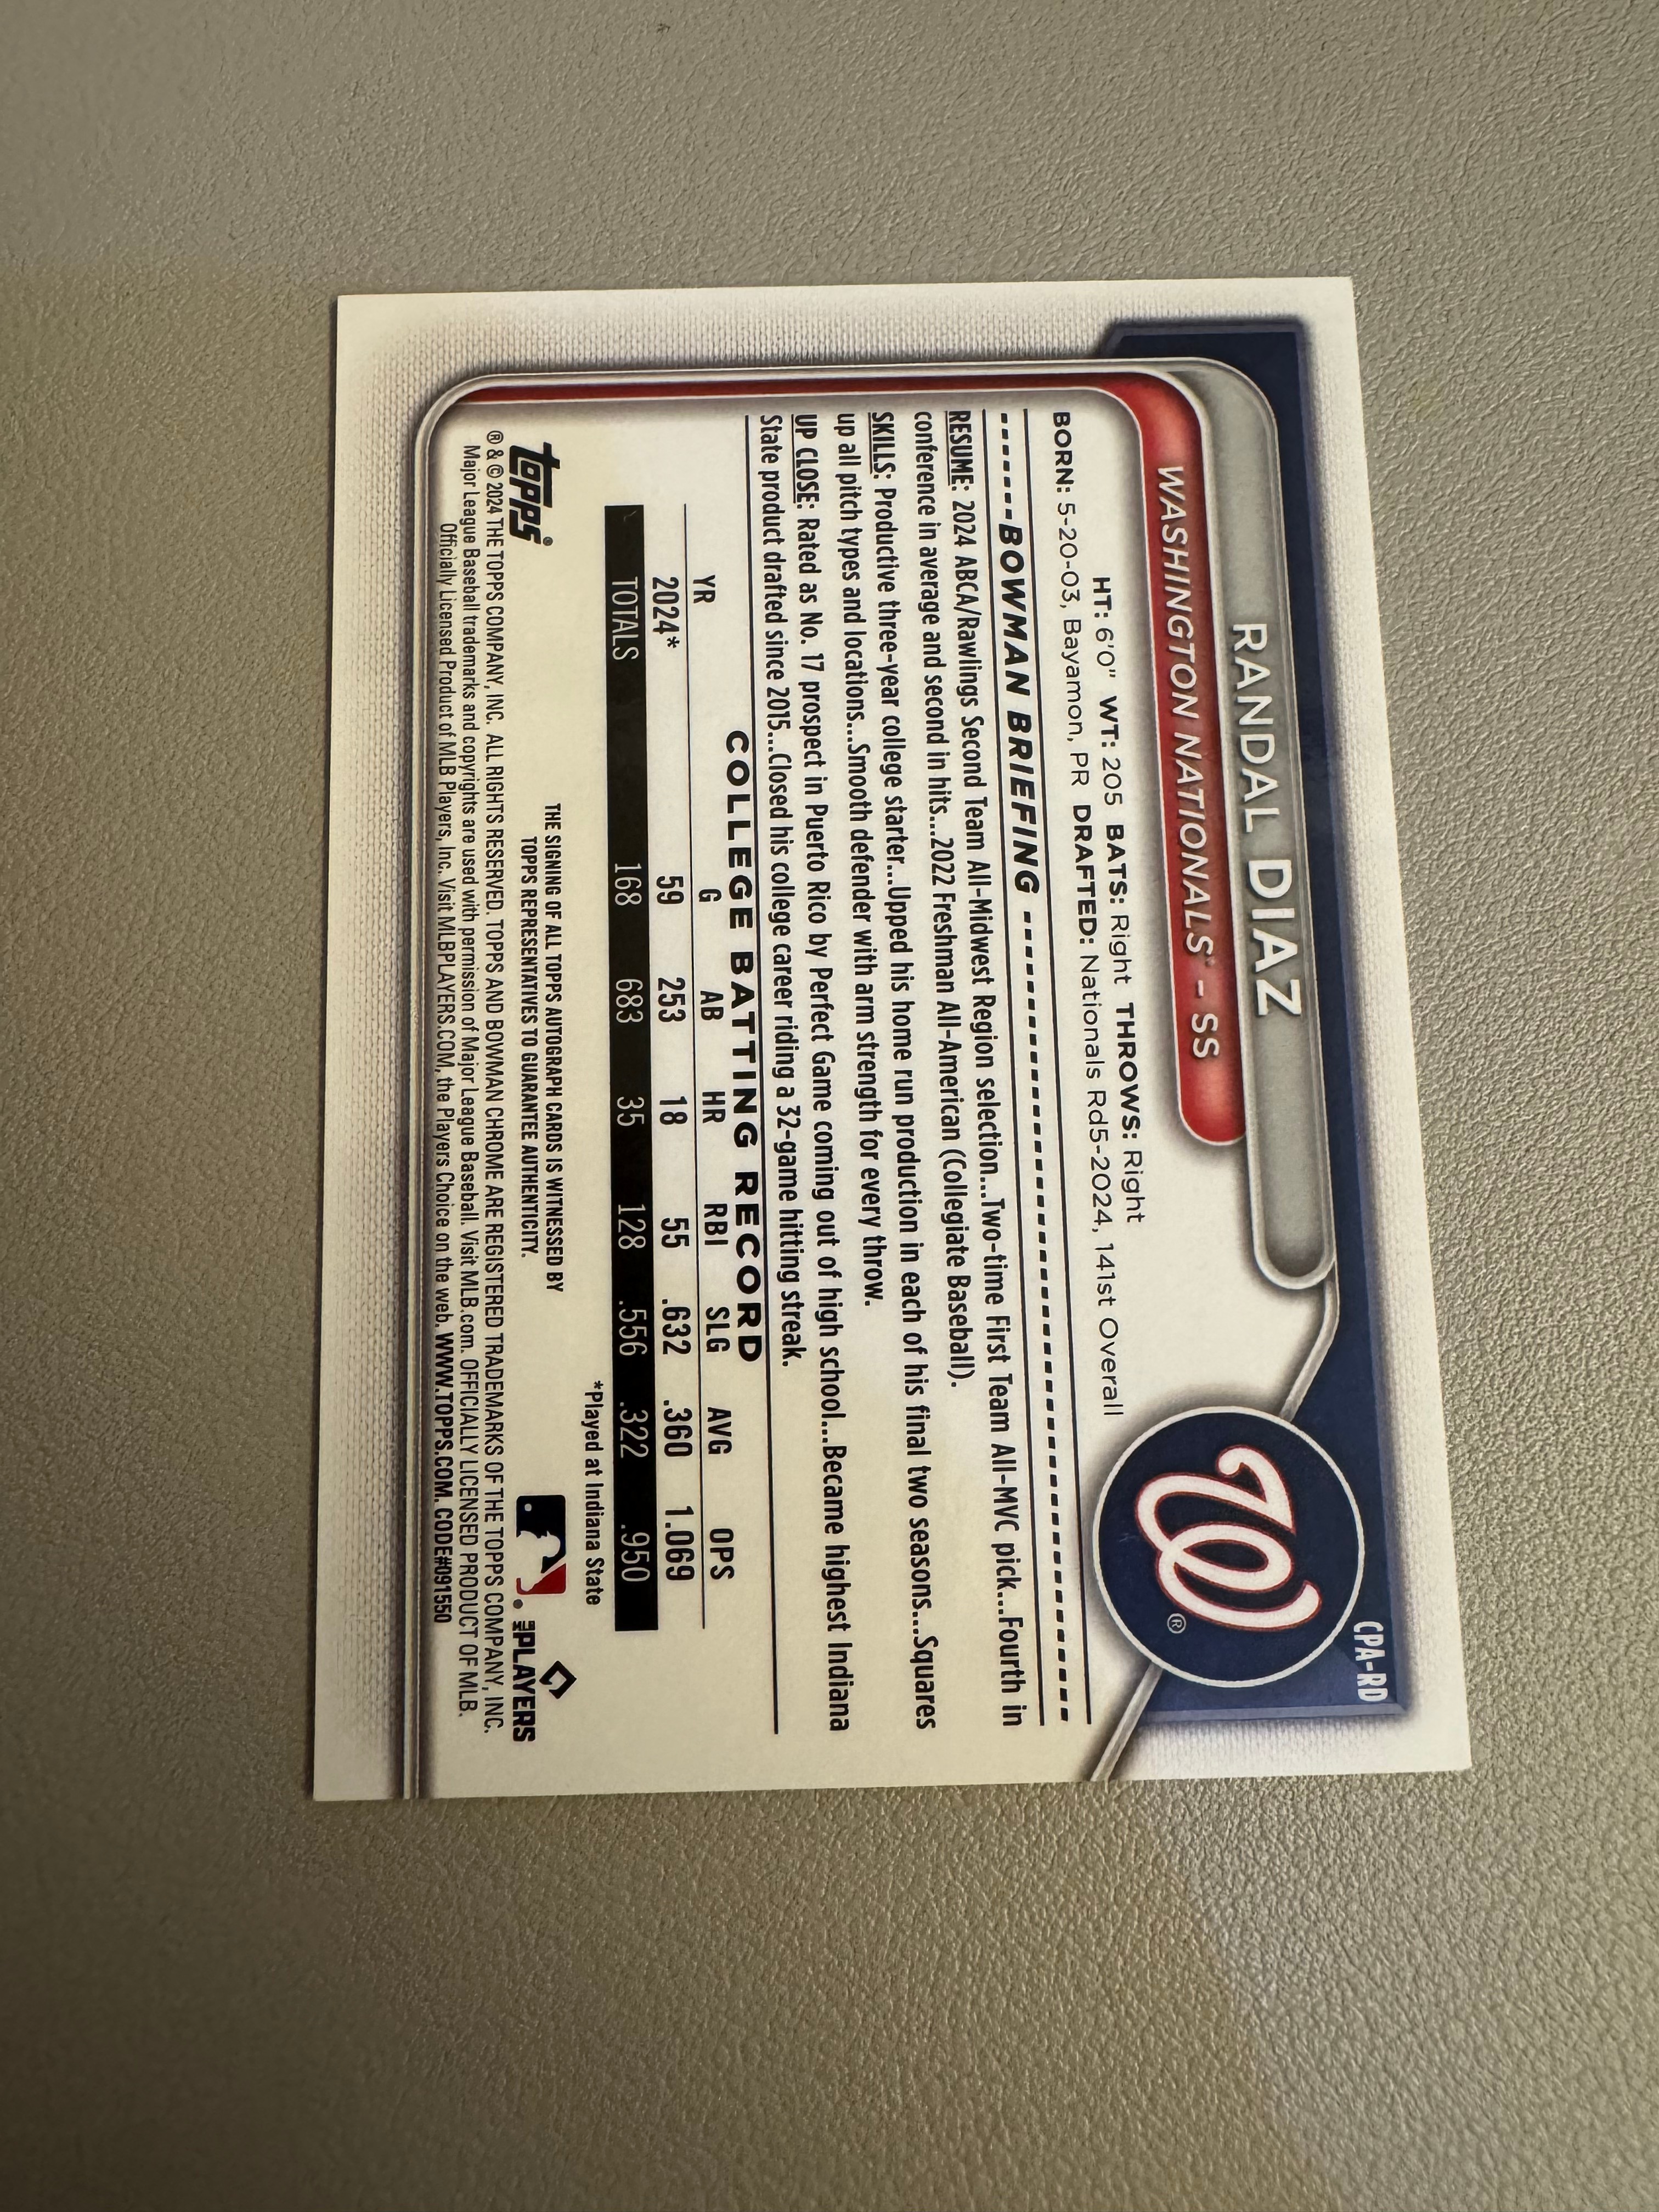 CPA-RD
RANDAL DIAZ
WASHINGTON NATIONALS™ - SS
®
HT: 6'0" WT: 205 BATS: Right THROWS: Right
BORN: 5-20-03, Bayamon, PR DRAFTED: Nationals Rd5-2024, 141st Overall
BOWMAN BRIEFING
RESUME: 2024 ABCA/Rawlings Second Team All-Midwest Region selection...Two-time First Team All-MVC pick...Fourth in
conference in average and second in hits...2022 Freshman All-American (Collegiate Baseball).
SKILLS: Productive three-year college starter...Upped his home run production in each of his final two seasons...Squares
up all pitch types and locations...Smooth defender with arm strength for every throw.
UP CLOSE: Rated as No. 17 prospect in Puerto Rico by Perfect Game coming out of high school...Became highest Indiana
State product drafted since 2015...Closed his college career riding a 32-game hitting streak.
COLLEGE BATTING RECORD
YR G AB HR RBI SLG AVG OPS
2024* 59 253 18 55 .632 .360 1.069
TOTALS 168 683 35 128 .556 .322 .950
*Played at Indiana State
topps®
THE SIGNING OF ALL TOPPS AUTOGRAPH CARDS IS WITNESSED BY
TOPPS REPRESENTATIVES TO GUARANTEE AUTHENTICITY.
MLB PLAYERS
® & © 2024 THE TOPPS COMPANY, INC. ALL RIGHTS RESERVED. TOPPS AND BOWMAN CHROME ARE REGISTERED TRADEMARKS OF THE TOPPS COMPANY, INC.
Major League Baseball trademarks and copyrights are used with permission of Major League Baseball. Visit MLB.com. OFFICIALLY LICENSED PRODUCT OF MLB.
Officially Licensed Product of MLB Players, Inc. Visit MLBPLAYERS.COM, the Players Choice on the web. WWW.TOPPS.COM. CODE#091550